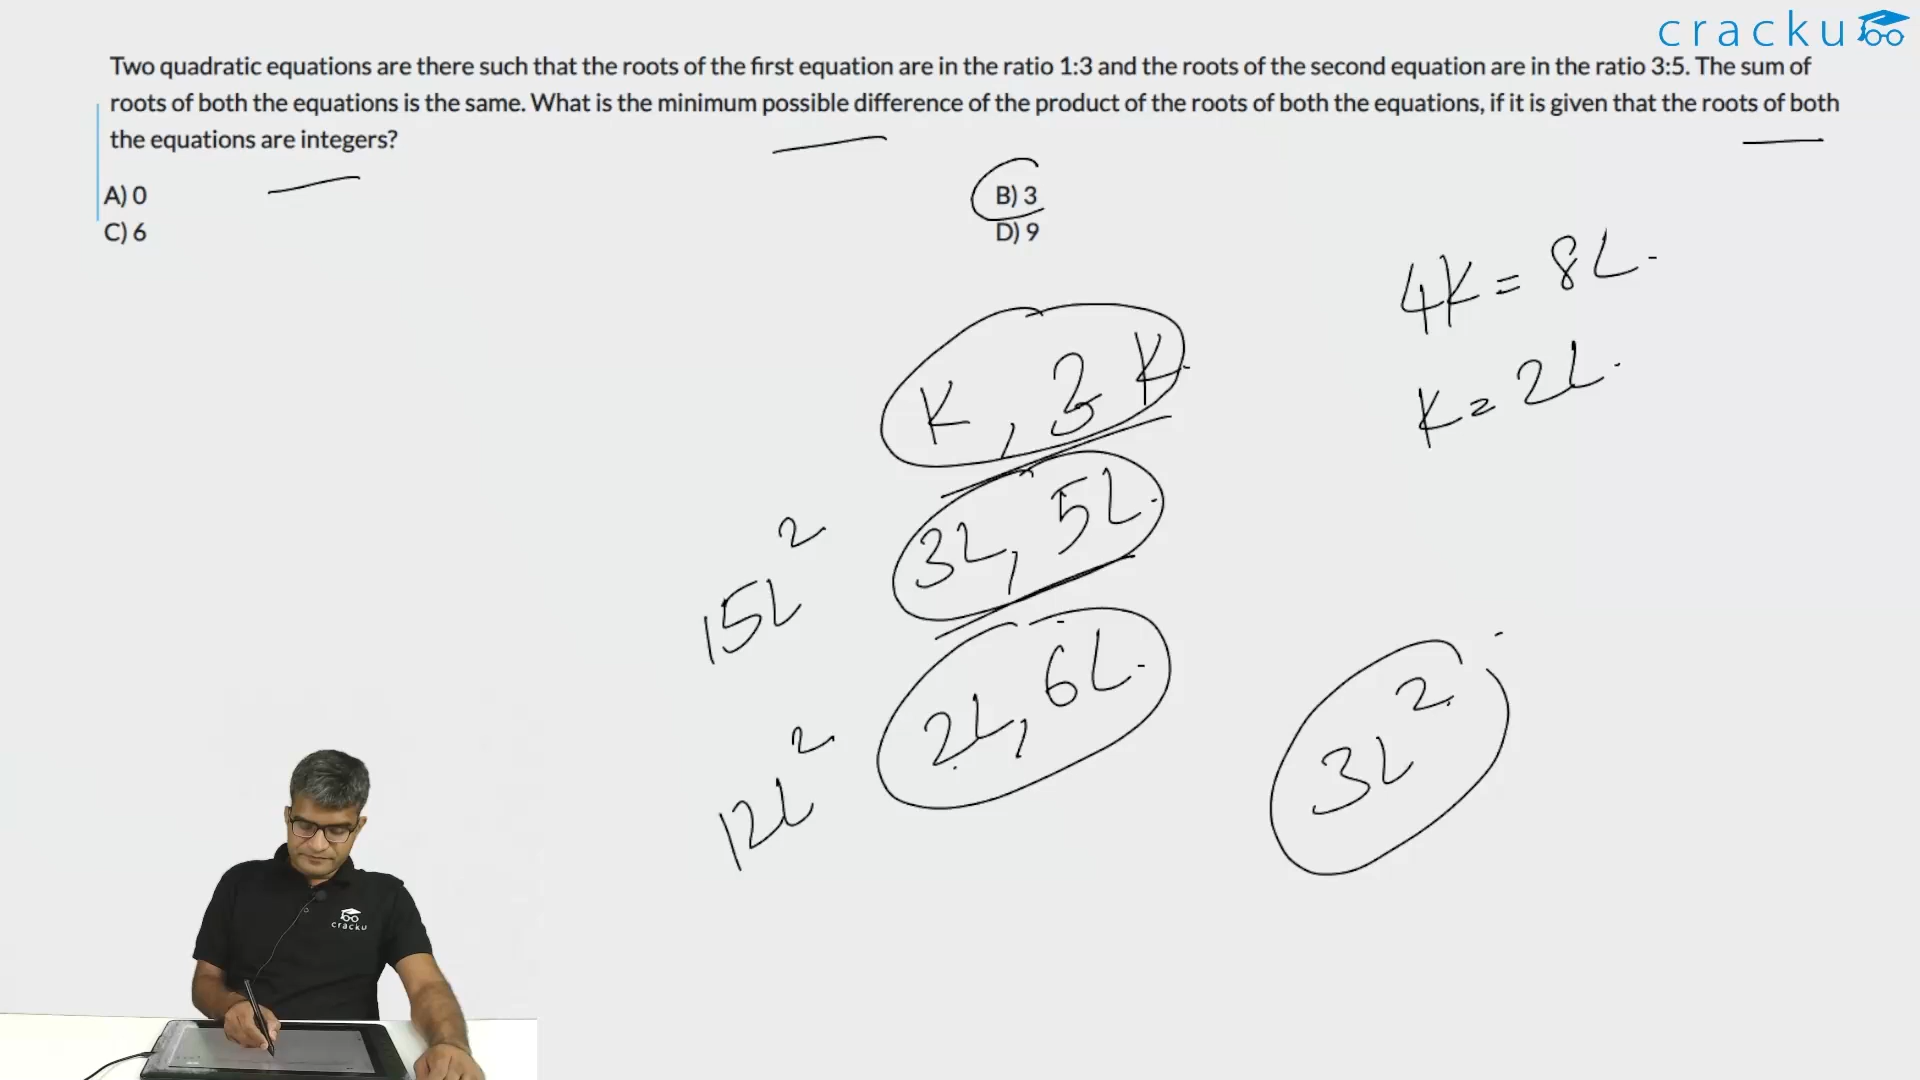 cracku
Two quadratic equations are there such that the roots of the first equation are in the ratio 1:3 and the roots of the second equation are in the ratio 3:5. The sum of
roots of both the equations is the same. What is the minimum possible difference of the product of the roots of both the equations, if it is given that the roots of both
the equations are integers?
A) 0
B) 3
C) 6
D) 9
4K = 8L.
K = 2L.
K, 3K
3L, 5L
15L²
2L, 6L
12L²
3L²
cracku